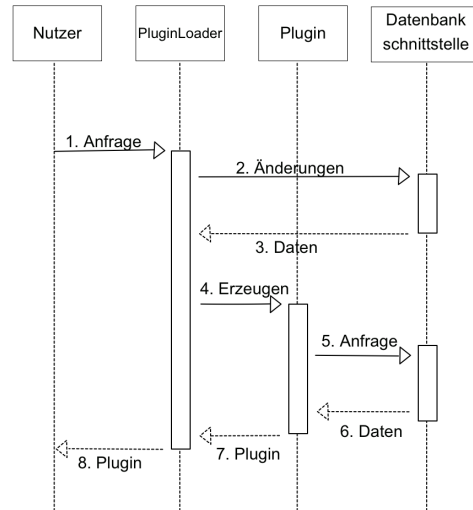 Nutzer
PluginLoader
Plugin
Datenbank
schnittstelle
1. Anfrage
2. Änderungen
3. Daten
4. Erzeugen
5. Anfrage
6. Daten
7. Plugin
8. Plugin